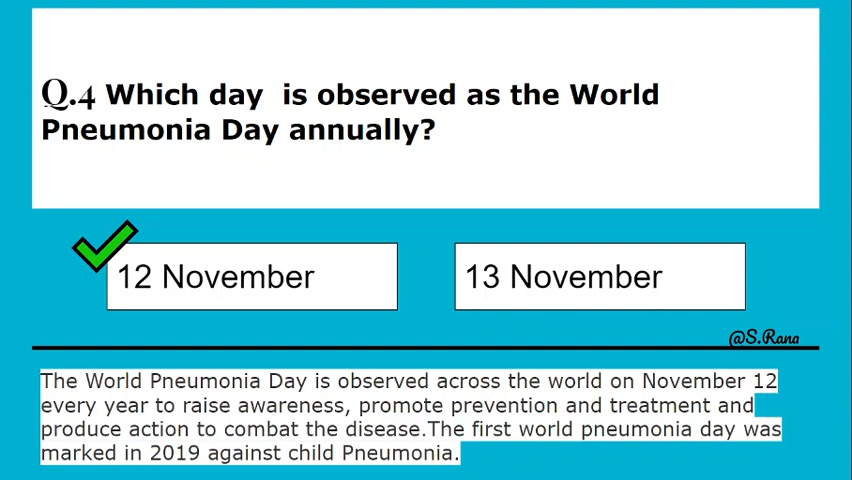 Q.4 Which day is observed as the World
Pneumonia Day annually?
12 November
13 November
@S.Rana
The World Pneumonia Day is observed across the world on November 12
every year to raise awareness, promote prevention and treatment and
produce action to combat the disease.The first world pneumonia day was
marked in 2019 against child Pneumonia.